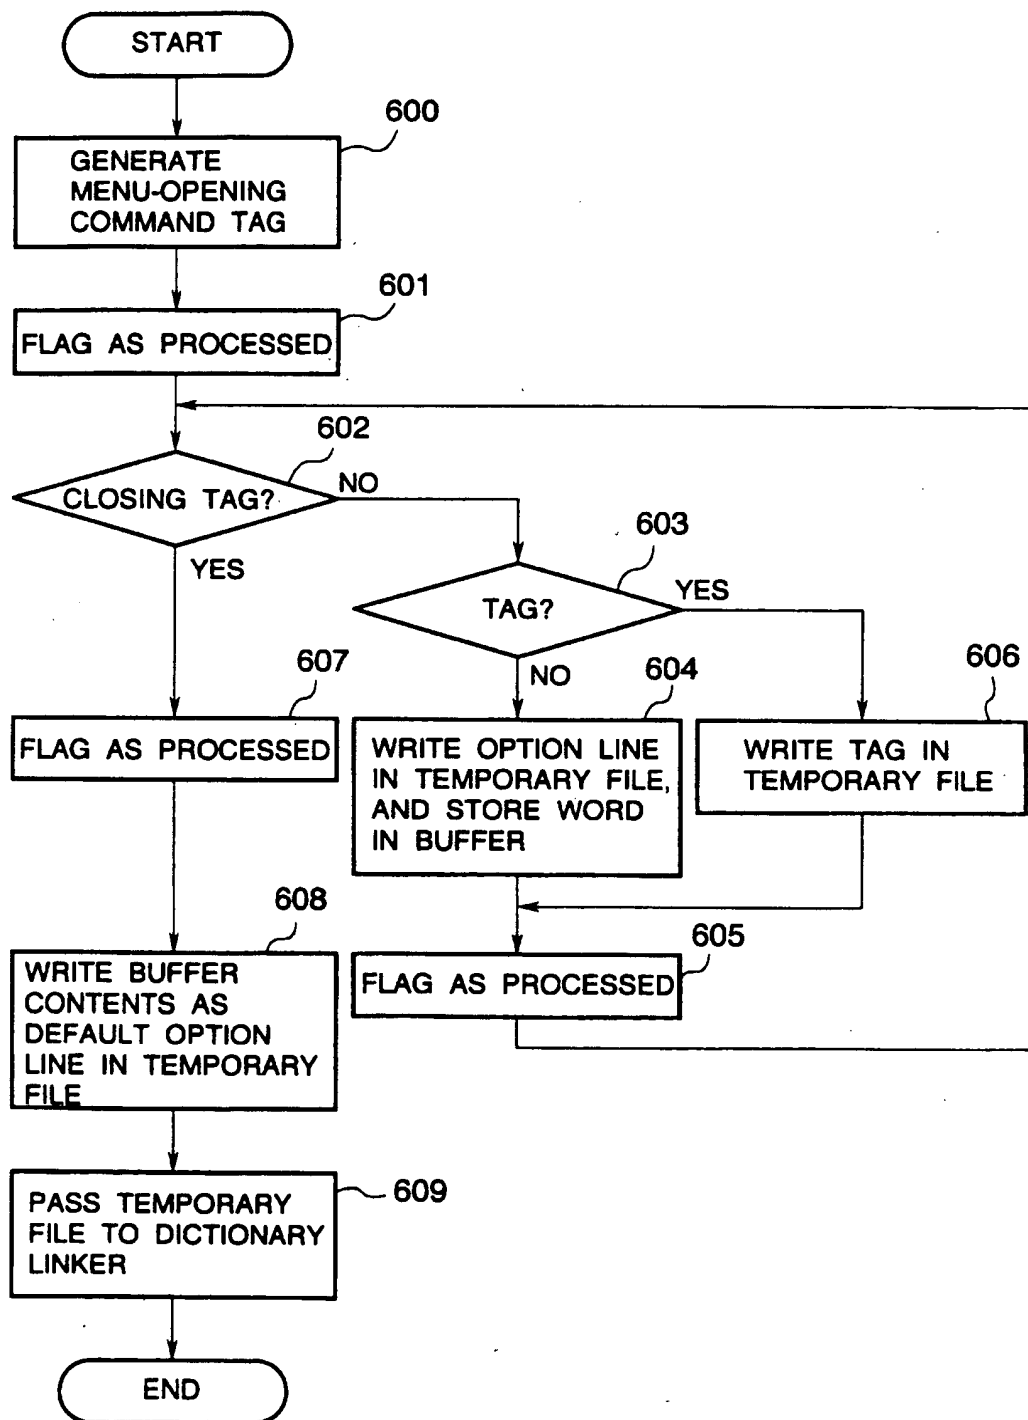 START
600
GENERATE
MENU-OPENING
COMMAND TAG
601
FLAG AS PROCESSED
602
CLOSING TAG?
NO
YES
603
TAG?
YES
NO
604
WRITE OPTION LINE
IN TEMPORARY FILE,
AND STORE WORD
IN BUFFER
606
WRITE TAG IN
TEMPORARY FILE
605
FLAG AS PROCESSED
607
FLAG AS PROCESSED
608
WRITE BUFFER
CONTENTS AS
DEFAULT OPTION
LINE IN TEMPORARY
FILE
609
PASS TEMPORARY
FILE TO DICTIONARY
LINKER
END